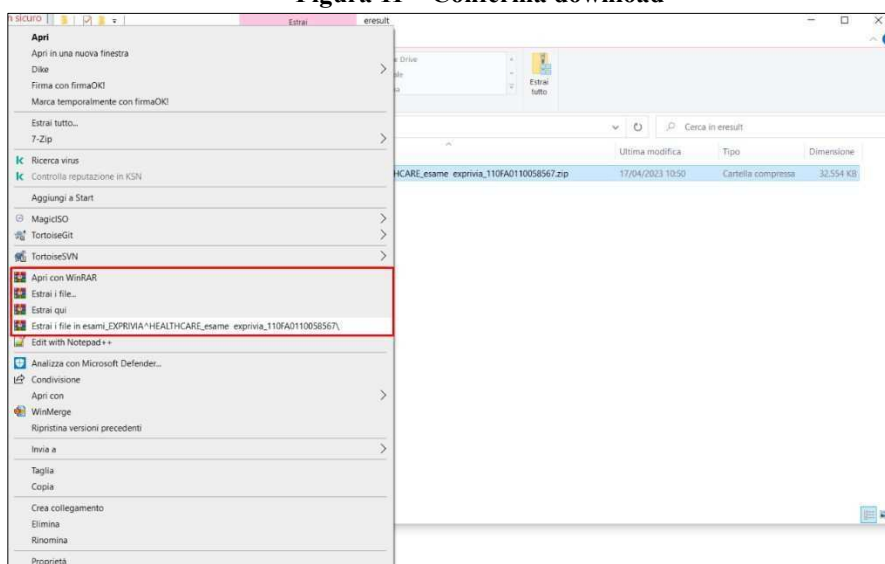 Figura 11 – Conferma download
n sicuro
Estrai
eresult
Apri
Apri in una nuova finestra
Dike
Firma con firmaOK!
Marca temporalmente con firmaOK!
Estrai tutto...
7-Zip
Ricerca virus
Controlla reputazione in KSN
Aggiungi a Start
MagicISO
TortoiseGit
TortoiseSVN
Apri con WinRAR
Estrai i file...
Estrai qui
Estrai i file in esami_EXPRIVIA^HEALTHCARE_esame exprivia_110FA0110058567\
Edit with Notepad++
Analizza con Microsoft Defender...
Condivisione
Apri con
WinMerge
Ripristina versioni precedenti
Invia a
Taglia
Copia
Crea collegamento
Elimina
Rinomina
Proprietà
Drive
Estrai
tutto
Cerca in eresult
Ultima modifica Tipo Dimensione
HCARE_esame exprivia_110FA0110058567.zip 17/04/2023 10:50 Cartella compressa 32.554 KB